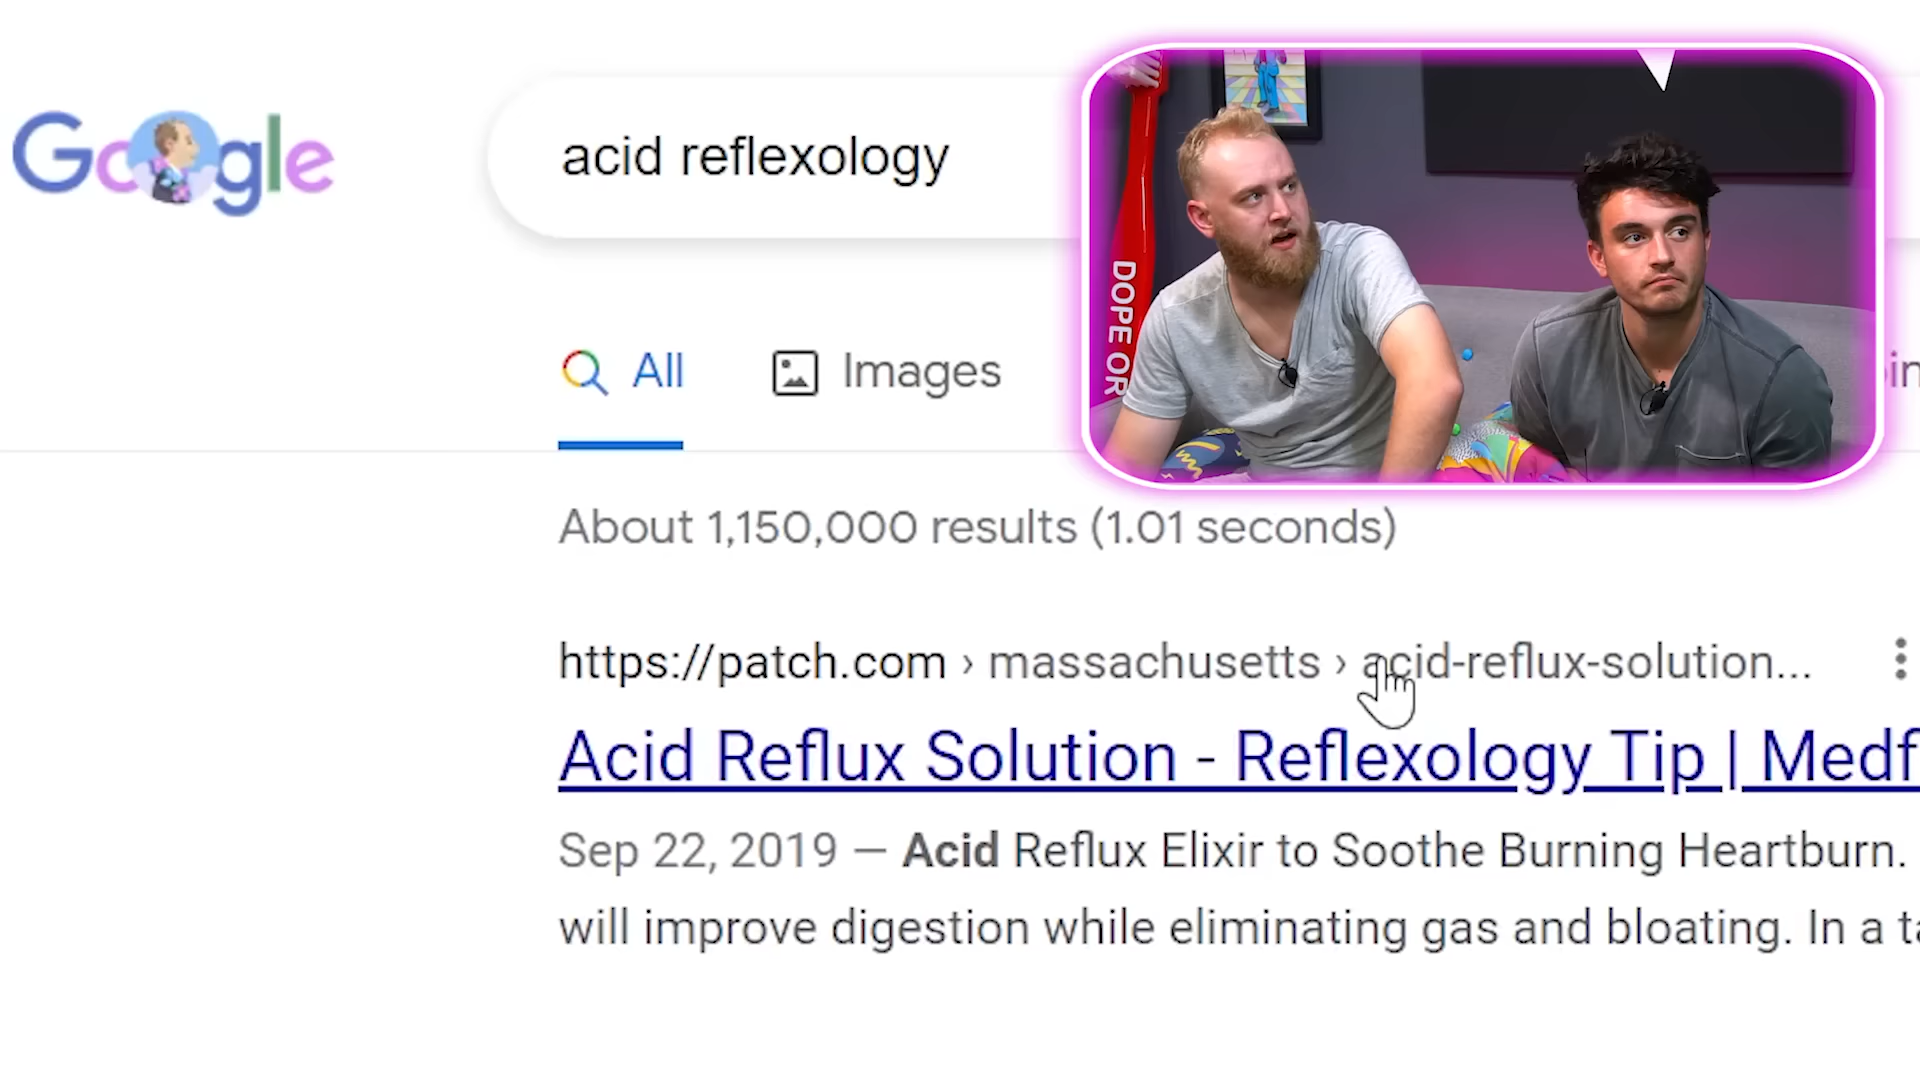 Google
acid reflexology
DOPE OR
All
Images
About 1,150,000 results (1.01 seconds)
https://patch.com › massachusetts › acid-reflux-solution...
Acid Reflux Solution - Reflexology Tip | Medf
Sep 22, 2019 — Acid Reflux Elixir to Soothe Burning Heartburn.
will improve digestion while eliminating gas and bloating. In a ta